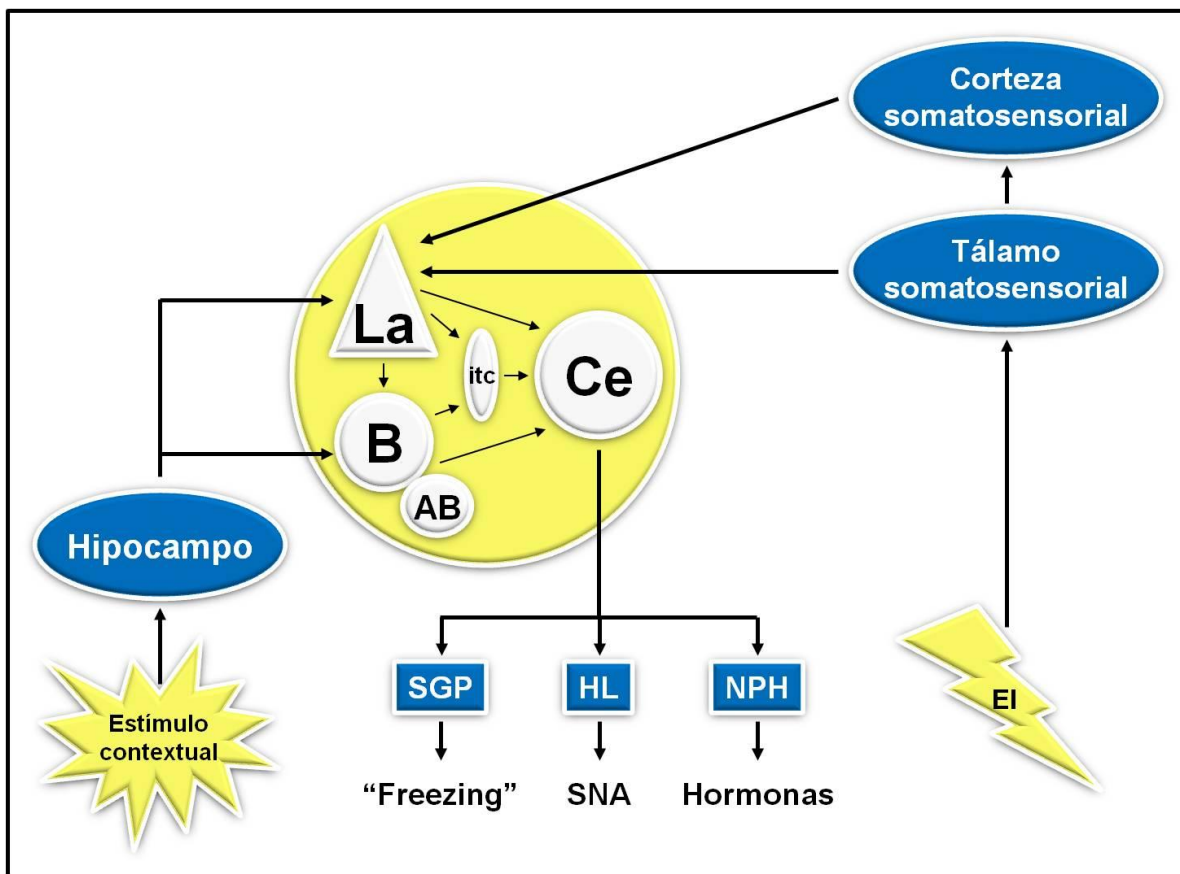 Corteza
somatosensorial
Tálamo
somatosensorial
La
itc
Ce
B
AB
Hipocampo
Estímulo
contextual
SGP
HL
NPH
EI
“Freezing”
SNA
Hormonas